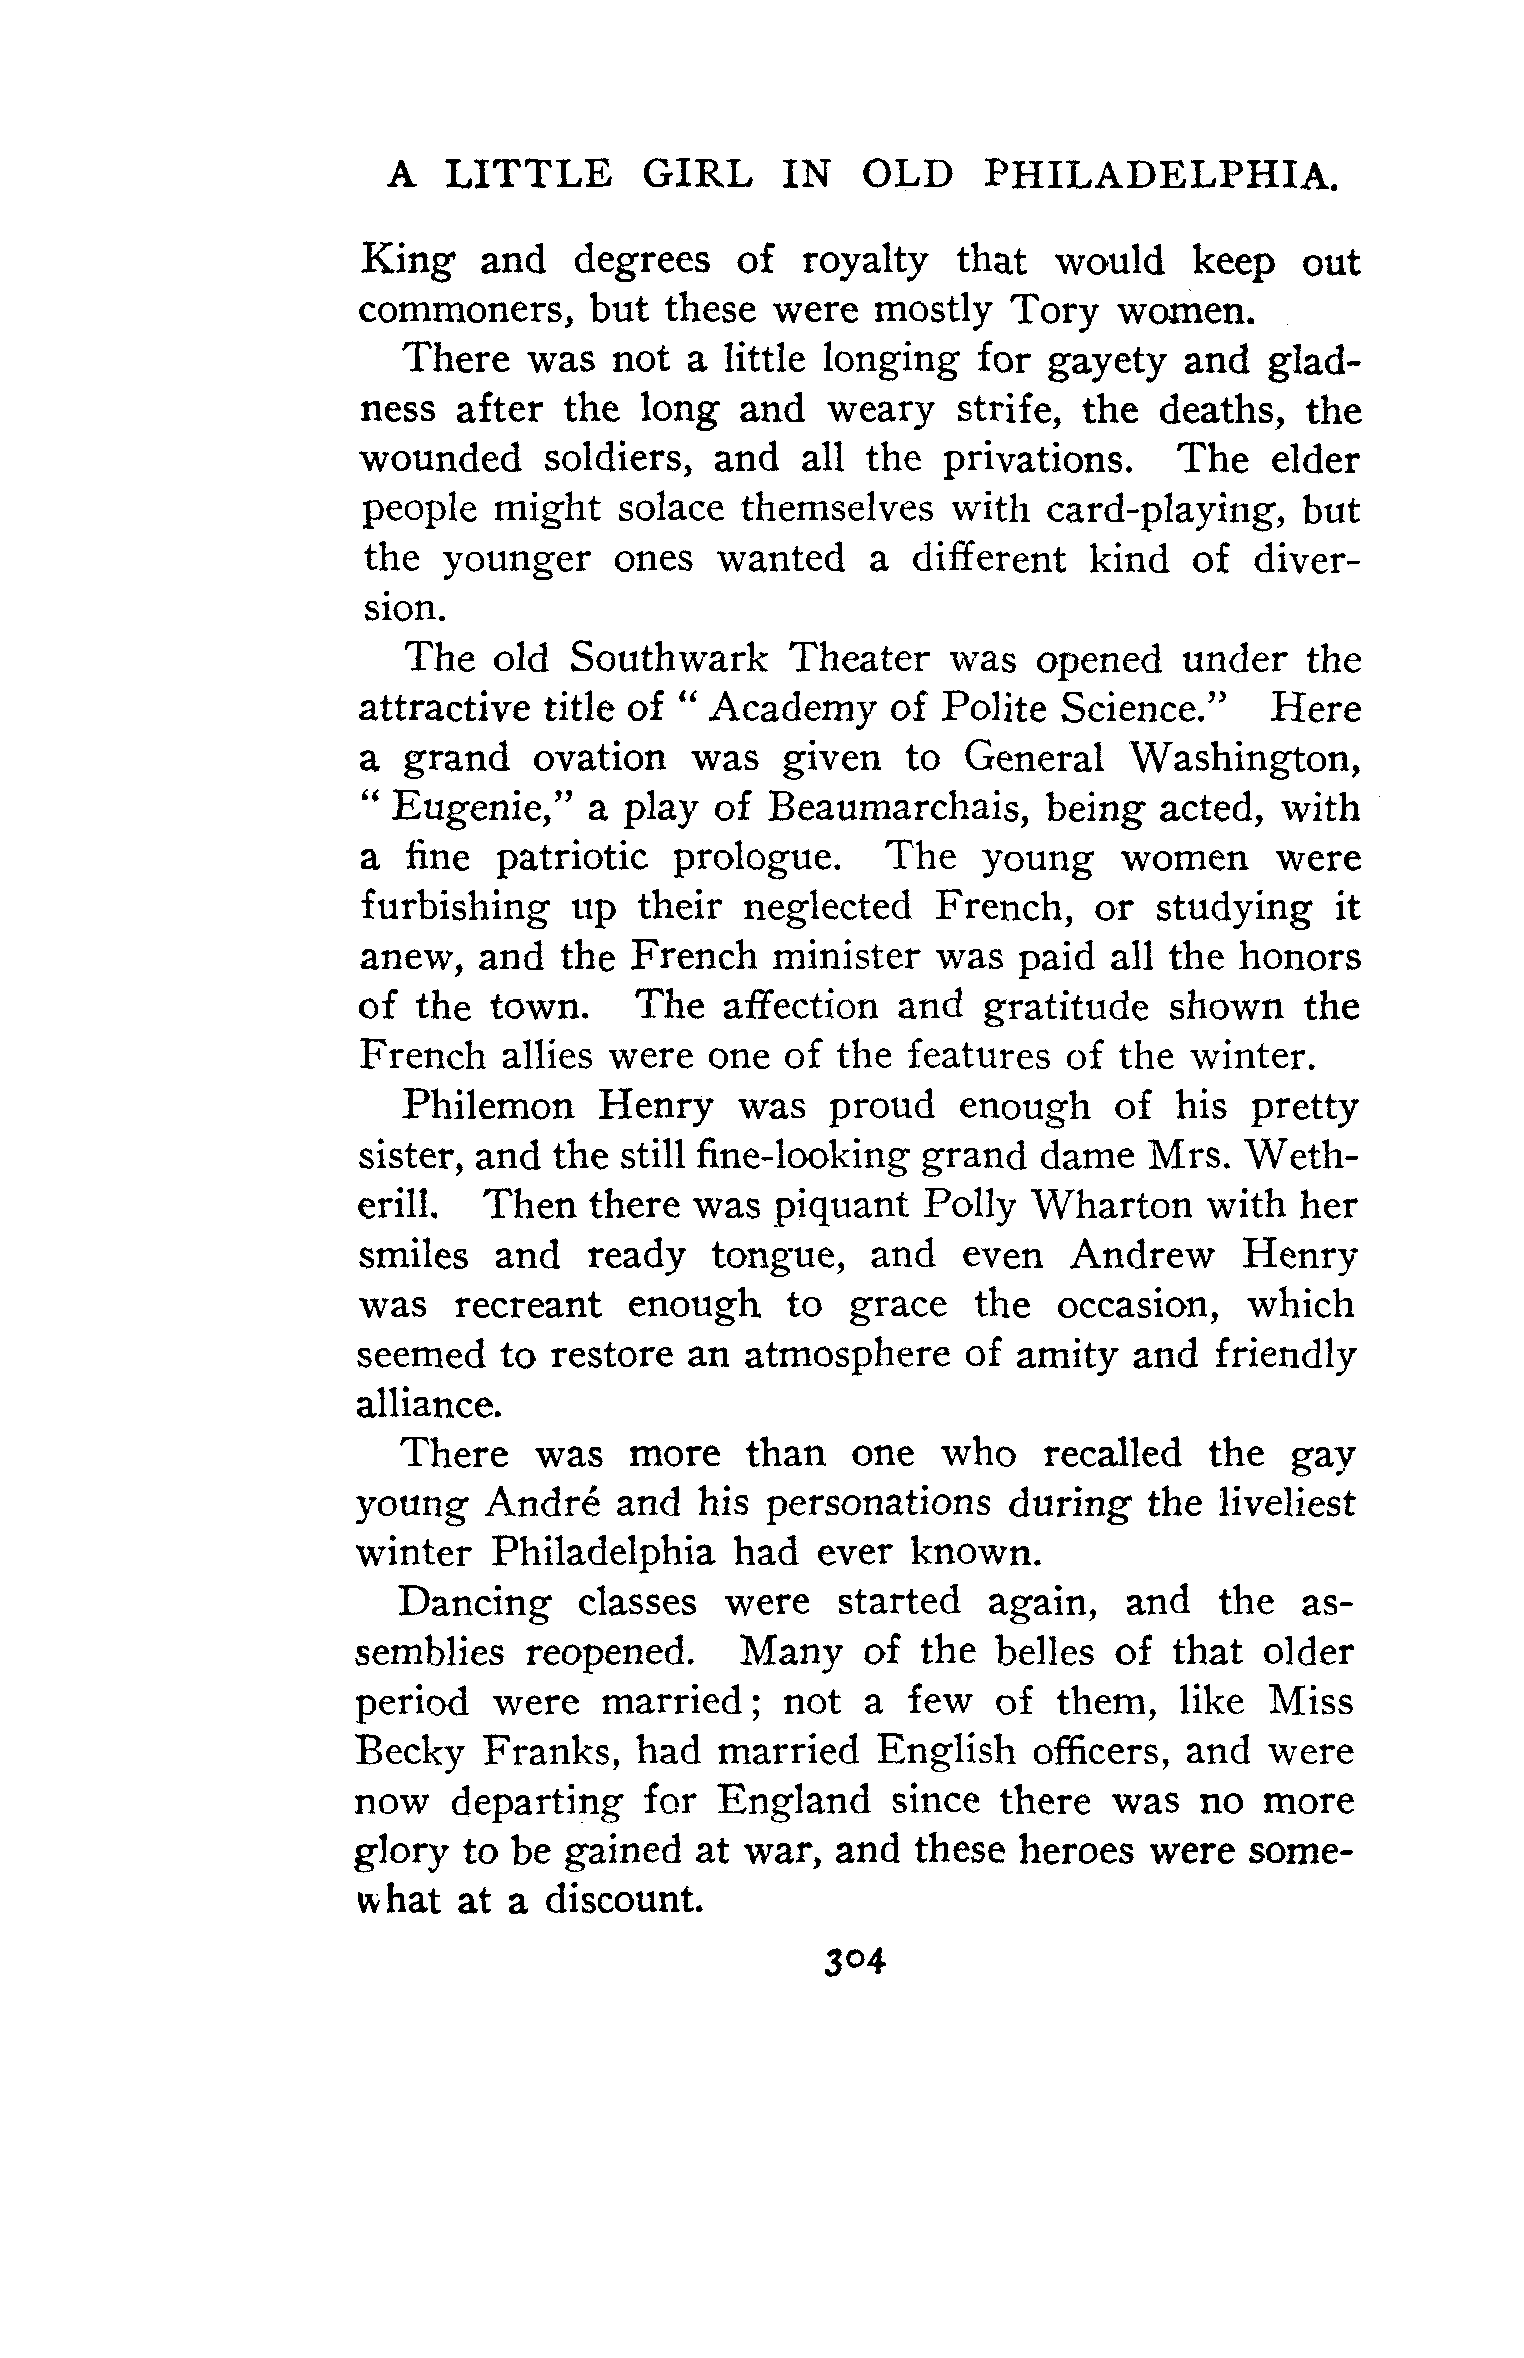 A LITTLE GIRL IN OLD PHILADELPHIA.
King and degrees of royalty that would keep out
commoners, but these were mostly Tory women.
There was not a little longing for gayety and glad-
ness after the long and weary strife, the deaths, the
wounded soldiers, and all the privations. The elder
people might solace themselves with card-playing, but
the younger ones wanted a different kind of diver-
sion.
The old Southwark Theater was opened under the
attractive title of “ Academy of Polite Science.” Here
a grand ovation was given to General Washington,
“ Eugenie,” a play of Beaumarchais, being acted, with
a fine patriotic prologue. The young women were
furbishing up their neglected French, or studying it
anew, and the French minister was paid all the honors
of the town. The affection and gratitude shown the
French allies were one of the features of the winter.
Philemon Henry was proud enough of his pretty
sister, and the still fine-looking grand dame Mrs. Weth-
erill. Then there was piquant Polly Wharton with her
smiles and ready tongue, and even Andrew Henry
was recreant enough to grace the occasion, which
seemed to restore an atmosphere of amity and friendly
alliance.
There was more than one who recalled the gay
young André and his personations during the liveliest
winter Philadelphia had ever known.
Dancing classes were started again, and the as-
semblies reopened. Many of the belles of that older
period were married; not a few of them, like Miss
Becky Franks, had married English officers, and were
now departing for England since there was no more
glory to be gained at war, and these heroes were some-
what at a discount.
304